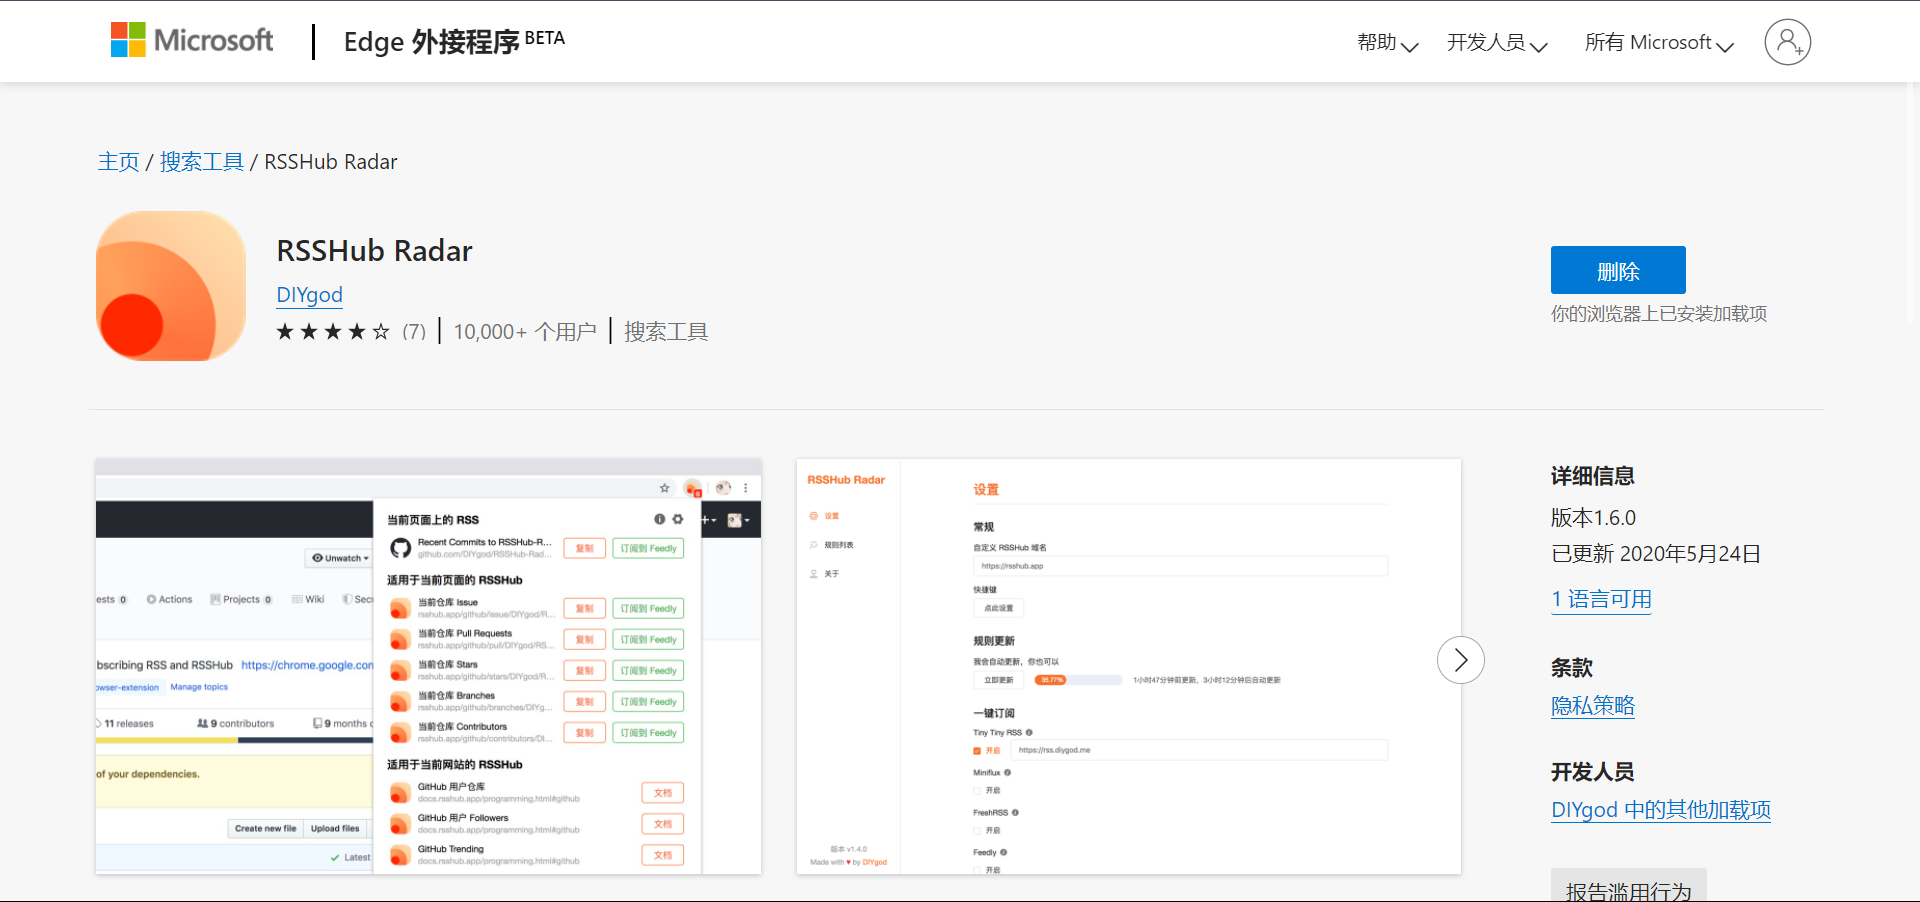 Microsoft
Edge 外接程序 BETA
帮助
开发人员
所有 Microsoft
主页 / 搜索工具 / RSSHub Radar
RSSHub Radar
DIYgod
(7)
10,000+ 个用户
搜索工具
删除
你的浏览器上已安装加载项
当前页面上的 RSS
Recent Commits to RSSHub-R...
github.com/DIYgod/RSSHub-Rad...
复制
订阅到 Feedly
适用于当前页面的 RSSHub
当前仓库 Issue
rsshub.app/github/issue/DIYgod/R...
复制
订阅到 Feedly
当前仓库 Pull Requests
rsshub.app/github/pull/DIYgod/RS...
复制
订阅到 Feedly
当前仓库 Stars
rsshub.app/github/stars/DIYgod/R...
复制
订阅到 Feedly
当前仓库 Branches
rsshub.app/github/branches/DIYg...
复制
订阅到 Feedly
当前仓库 Contributors
rsshub.app/github/contributors/DI...
复制
订阅到 Feedly
适用于当前网站的 RSSHub
GitHub 用户仓库
docs.rsshub.app/programming.html#github
文档
GitHub 用户 Followers
docs.rsshub.app/programming.html#github
文档
GitHub Trending
docs.rsshub.app/programming.html#github
文档
Unwatch
ests 0
Actions
Projects 0
Wiki
Secu
bscribing RSS and RSSHub
https://chrome.google.con
owser-extension
Manage topics
11 releases
9 contributors
9 months
of your dependencies.
Create new file
Upload files
Latest
RSSHub Radar
设置
规则列表
关于
版本 v1.4.0
Made with ♥ by DIYgod
设置
常规
自定义 RSSHub 域名
https://rsshub.app
快捷键
点此设置
规则更新
我会自动更新，你也可以
立即更新
35.77%
1小时47分钟前更新，3小时12分钟后自动更新
一键订阅
Tiny Tiny RSS
开启
https://rss.diygod.me
Miniflux
开启
FreshRSS
开启
Feedly
开启
详细信息
版本1.6.0
已更新 2020年5月24日
1 语言可用
条款
隐私策略
开发人员
DIYgod 中的其他加载项
报告滥用行为